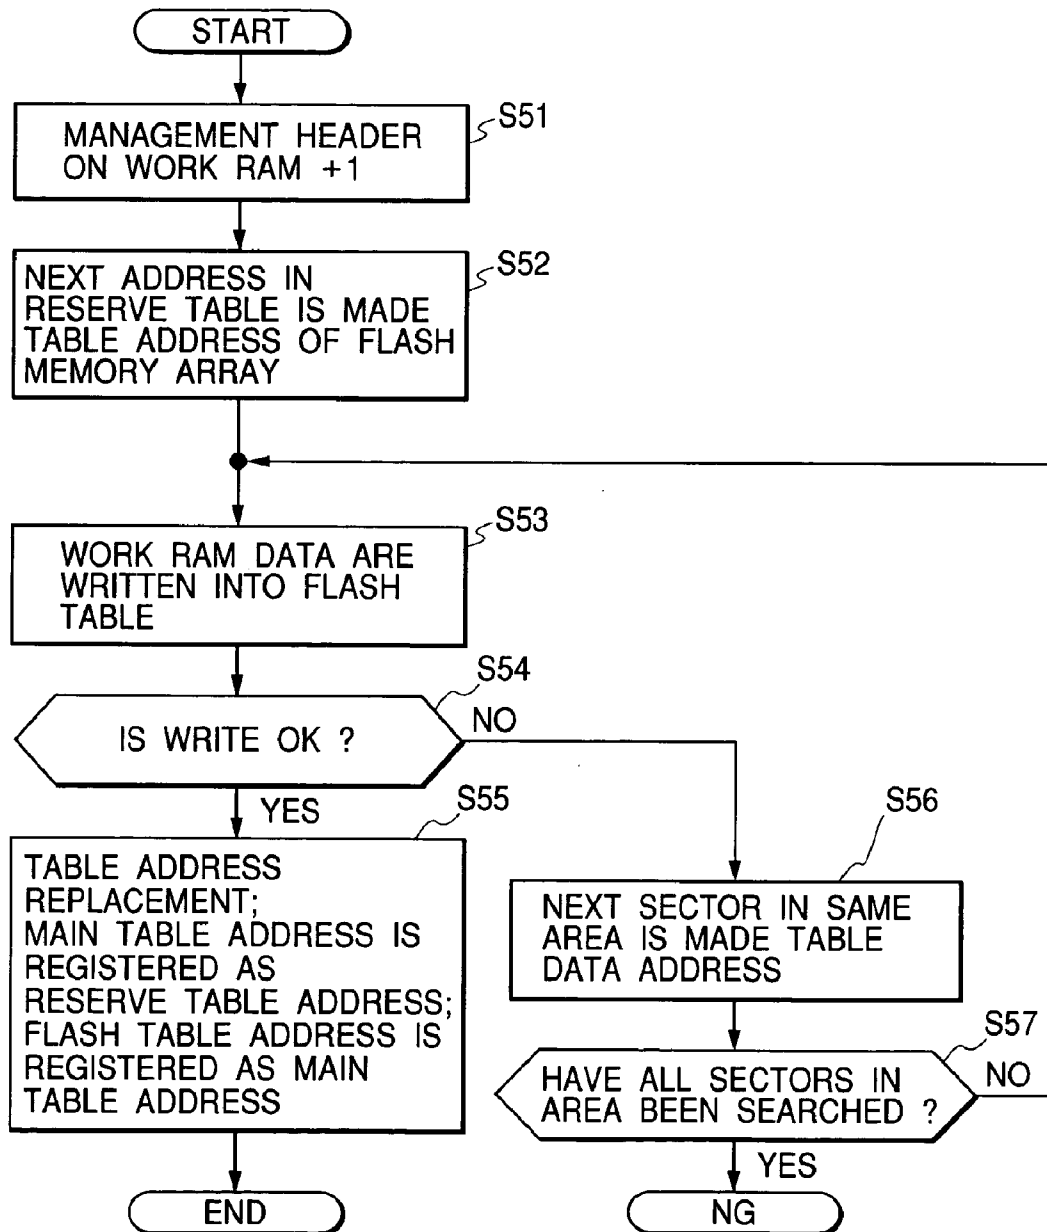 START
S51
MANAGEMENT HEADER
ON WORK RAM +1
S52
NEXT ADDRESS IN
RESERVE TABLE IS MADE
TABLE ADDRESS OF FLASH
MEMORY ARRAY
S53
WORK RAM DATA ARE
WRITTEN INTO FLASH
TABLE
S54
IS WRITE OK ?
NO
YES
S55
TABLE ADDRESS
REPLACEMENT;
MAIN TABLE ADDRESS IS
REGISTERED AS
RESERVE TABLE ADDRESS;
FLASH TABLE ADDRESS IS
REGISTERED AS MAIN
TABLE ADDRESS
END
S56
NEXT SECTOR IN SAME
AREA IS MADE TABLE
DATA ADDRESS
S57
HAVE ALL SECTORS IN
AREA BEEN SEARCHED ?
NO
YES
NG